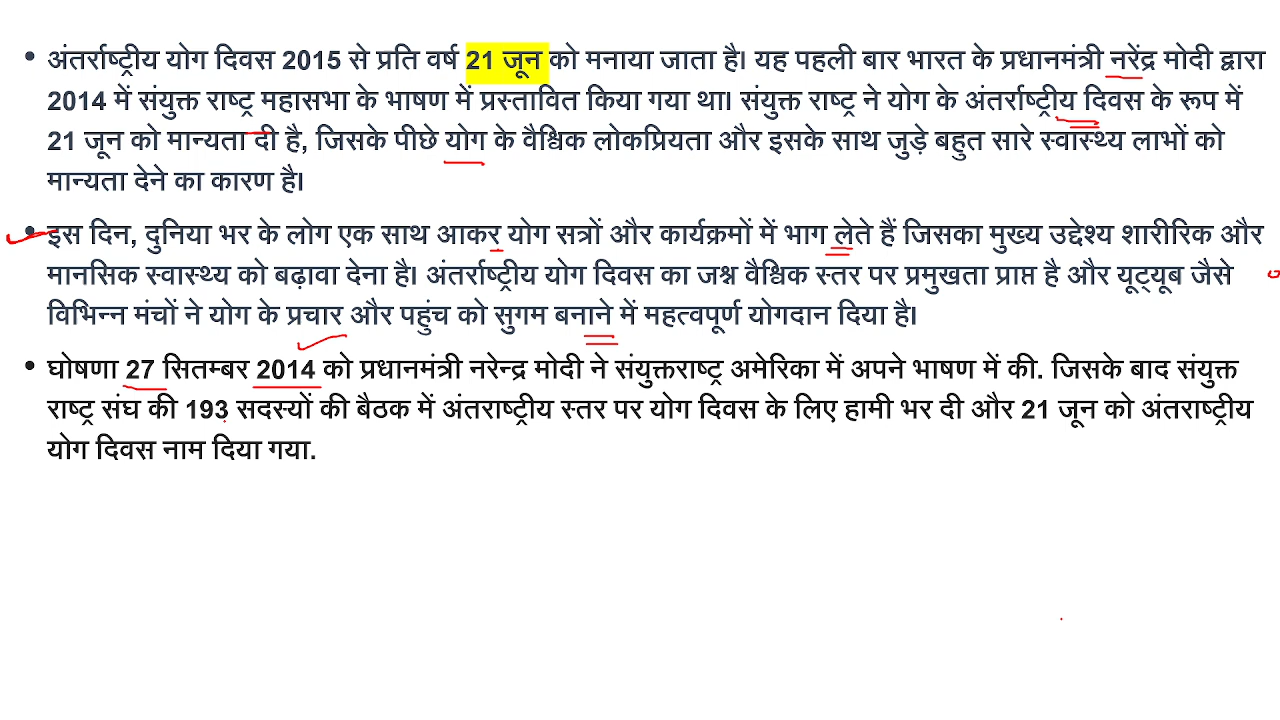 • अंतर्राष्ट्रीय योग दिवस 2015 से प्रति वर्ष 21 जून को मनाया जाता है। यह पहली बार भारत के प्रधानमंत्री नरेंद्र मोदी द्वारा
2014 में संयुक्त राष्ट्र महासभा के भाषण में प्रस्तावित किया गया था। संयुक्त राष्ट्र ने योग के अंतर्राष्ट्रीय दिवस के रूप में
21 जून को मान्यता दी है, जिसके पीछे योग के वैश्विक लोकप्रियता और इसके साथ जुड़े बहुत सारे स्वास्थ्य लाभों को
मान्यता देने का कारण है।
• इस दिन, दुनिया भर के लोग एक साथ आकर योग सत्रों और कार्यक्रमों में भाग लेते हैं जिसका मुख्य उद्देश्य शारीरिक और
मानसिक स्वास्थ्य को बढ़ावा देना है। अंतर्राष्ट्रीय योग दिवस का जश्न वैश्विक स्तर पर प्रमुखता प्राप्त है और यूट्यूब जैसे
विभिन्न मंचों ने योग के प्रचार और पहुंच को सुगम बनाने में महत्वपूर्ण योगदान दिया है।
• घोषणा 27 सितम्बर 2014 को प्रधानमंत्री नरेन्द्र मोदी ने संयुक्तराष्ट्र अमेरिका में अपने भाषण में की. जिसके बाद संयुक्त
राष्ट्र संघ की 193 सदस्यों की बैठक में अंतराष्ट्रीय स्तर पर योग दिवस के लिए हामी भर दी और 21 जून को अंतराष्ट्रीय
योग दिवस नाम दिया गया.